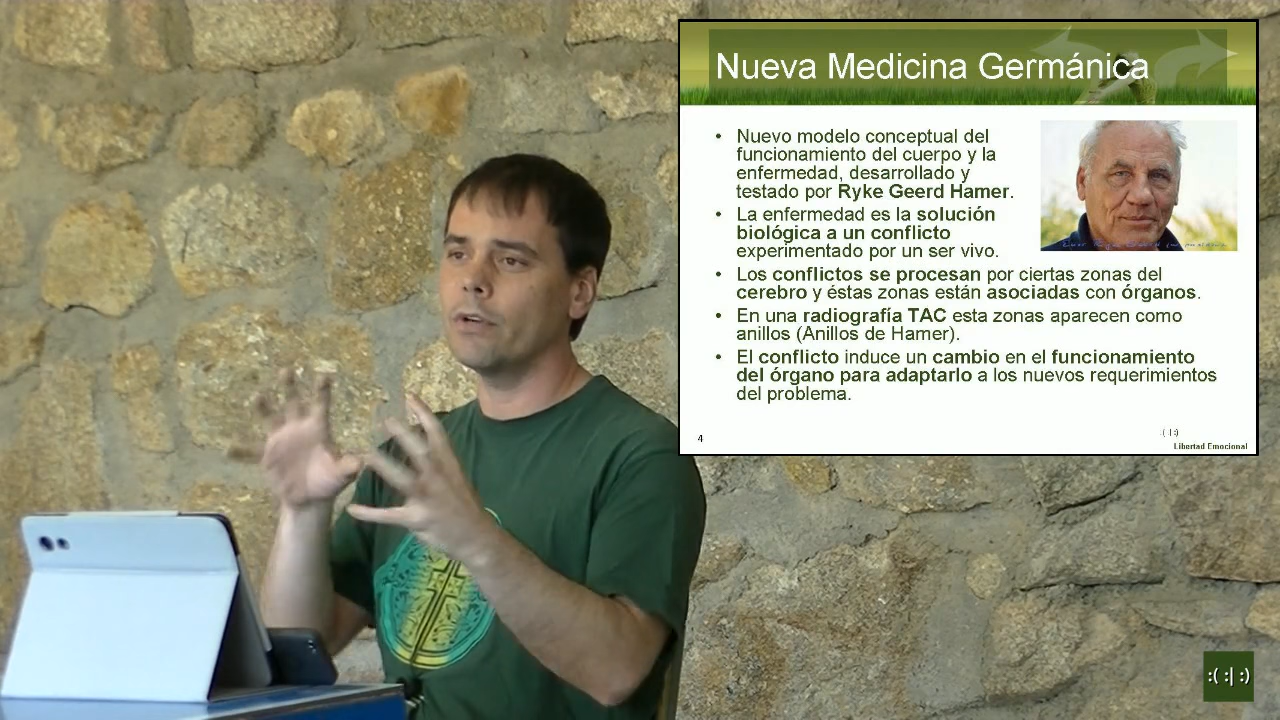 Nueva Medicina Germánica
• Nuevo modelo conceptual del
funcionamiento del cuerpo y la
enfermedad, desarrollado y
testado por Ryke Geerd Hamer.
• La enfermedad es la solución
biológica a un conflicto
experimentado por un ser vivo.
• Los conflictos se procesan por ciertas zonas del
cerebro y éstas zonas están asociadas con órganos.
• En una radiografía TAC esta zonas aparecen como
anillos (Anillos de Hamer).
• El conflicto induce un cambio en el funcionamiento
del órgano para adaptarlo a los nuevos requerimientos
del problema.
4
:(:|:)
Libertad Emocional
:( :| :)